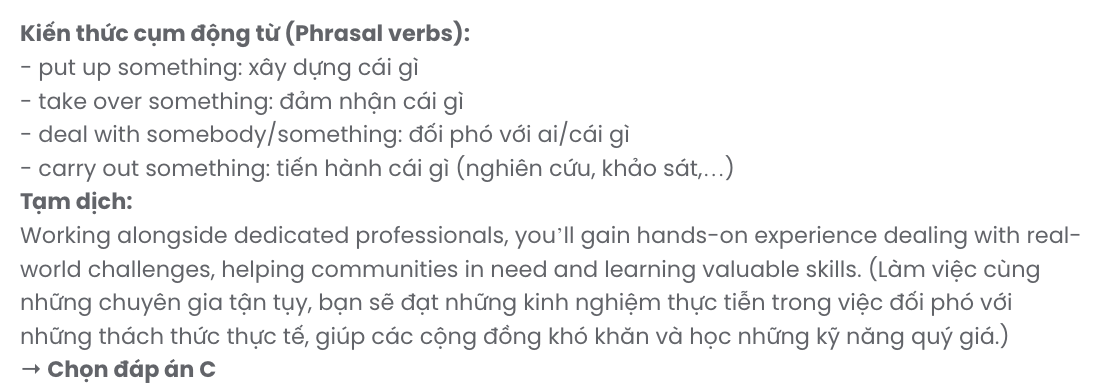 Kiến thức cụm động từ (Phrasal verbs):
- put up something: xây dựng cái gì
- take over something: đảm nhận cái gì
- deal with somebody/something: đối phó với ai/cái gì
- carry out something: tiến hành cái gì (nghiên cứu, khảo sát,...)
Tạm dịch:
Working alongside dedicated professionals, you’ll gain hands-on experience dealing with real-
world challenges, helping communities in need and learning valuable skills. (Làm việc cùng
những chuyên gia tận tụy, bạn sẽ đạt những kinh nghiệm thực tiễn trong việc đối phó với
những thách thức thực tế, giúp các cộng đồng khó khăn và học những kỹ năng quý giá.)
→ Chọn đáp án C